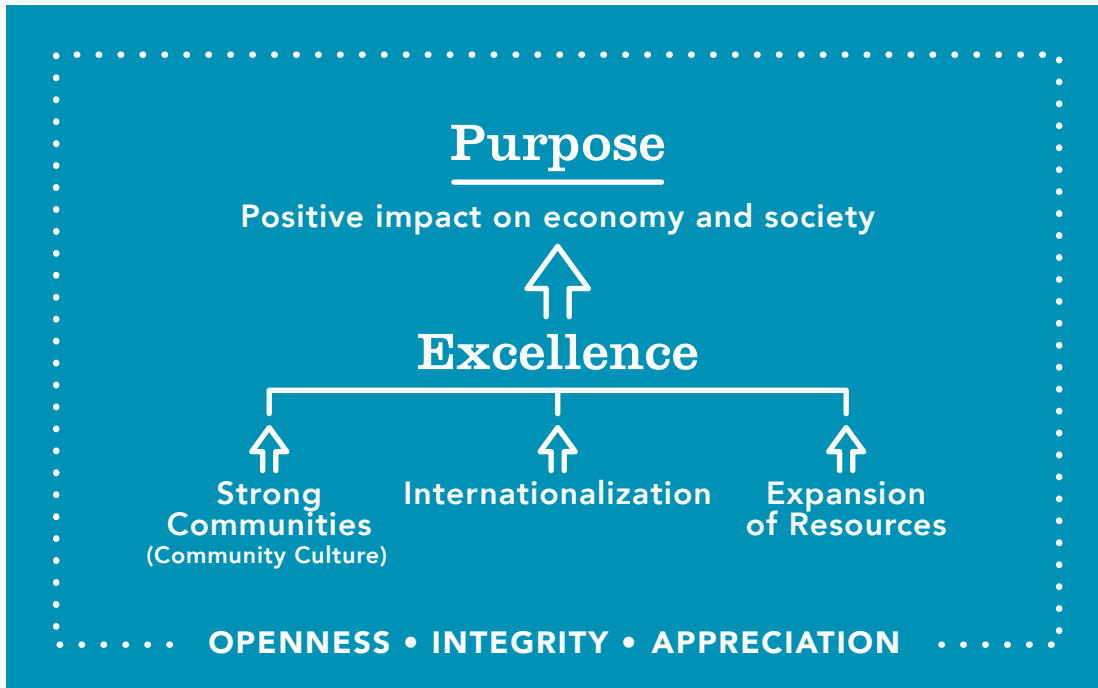 Purpose
Positive impact on economy and society
Excellence
Strong
Communities
(Community Culture)
Internationalization
Expansion
of Resources
OPENNESS • INTEGRITY • APPRECIATION